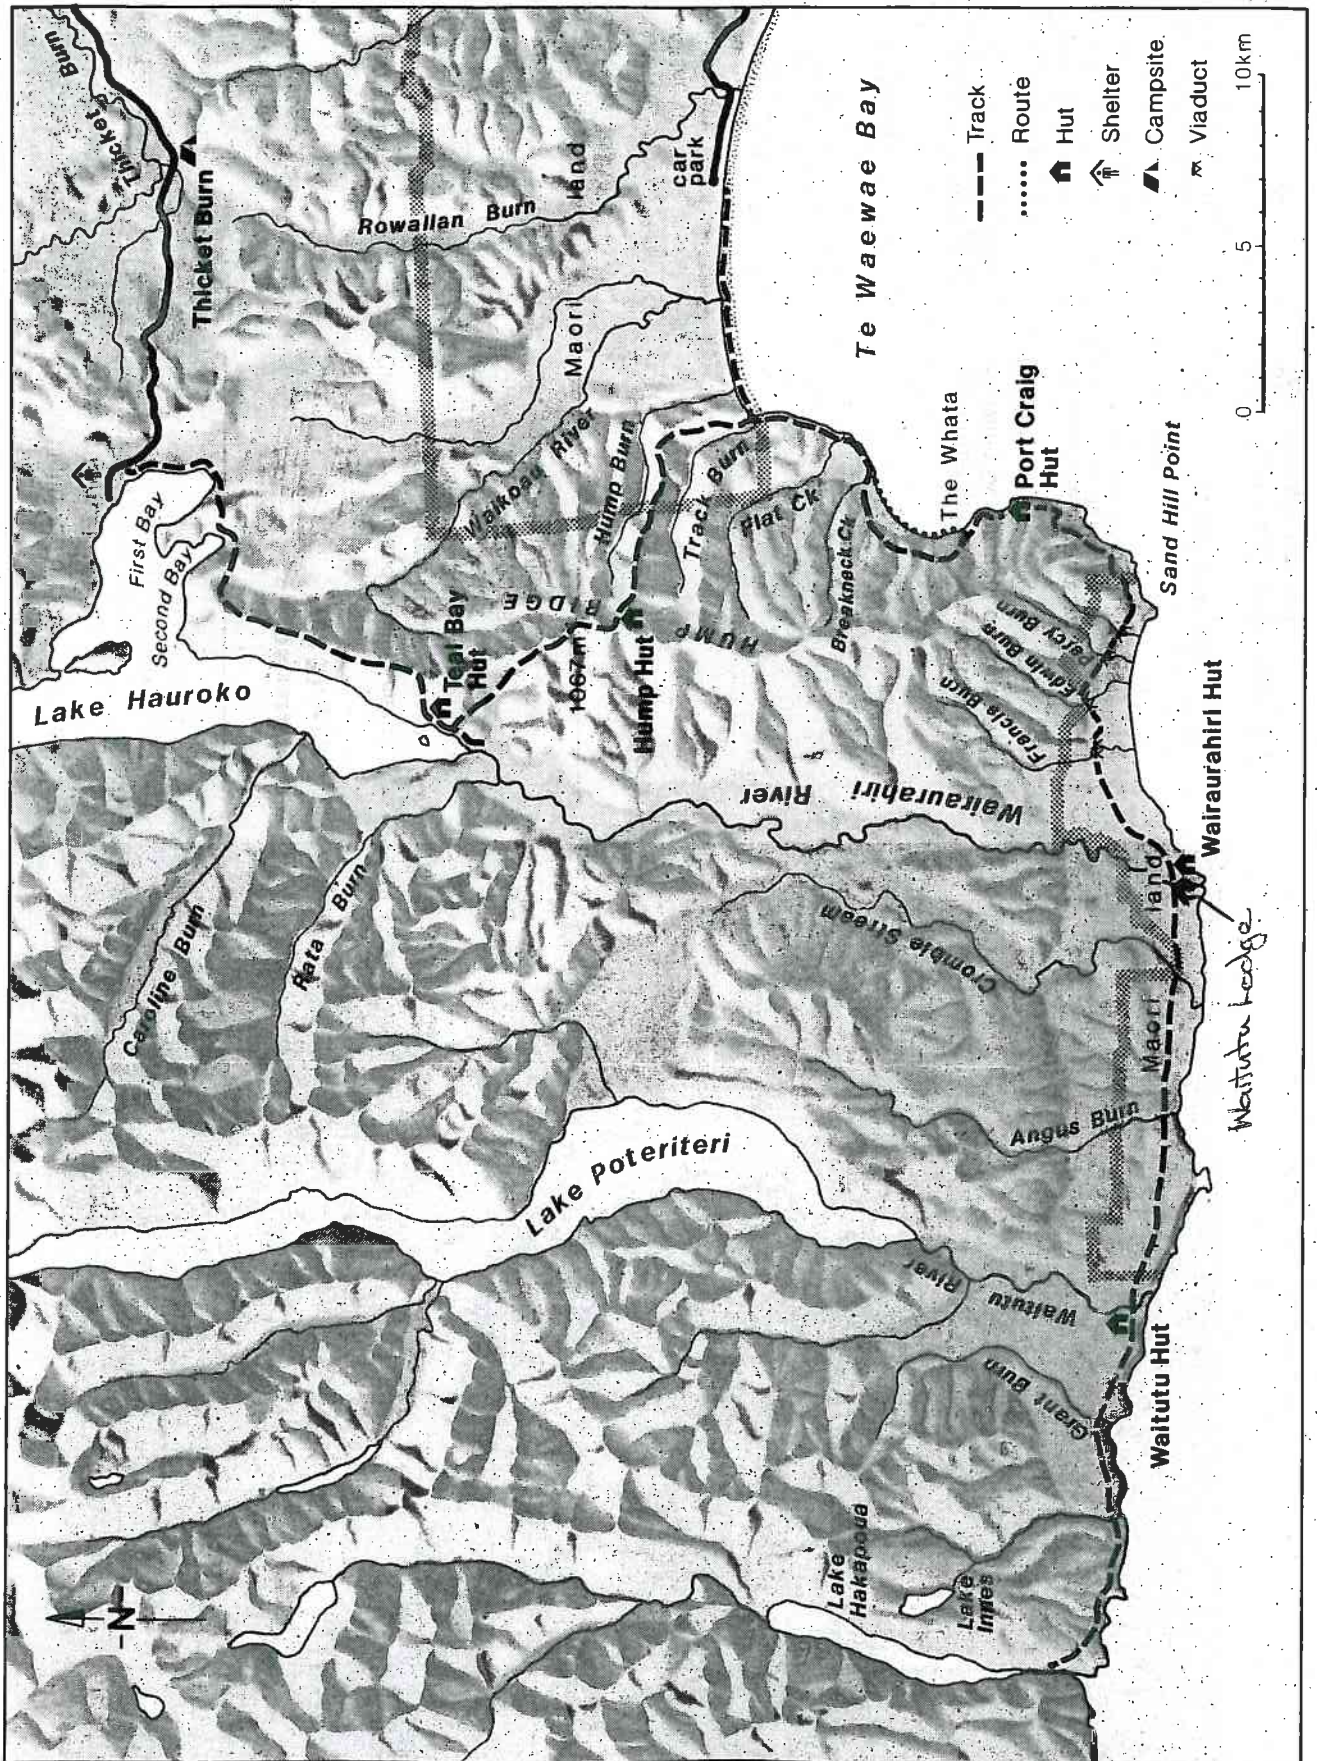 Thicket Burn
Thicket Burn
First Bay
Second Bay
Lake Hauroko
Rowallan Burn
Maori land
car park
Te Waewae Bay
Track
Route
Hut
Shelter
Campsite
Viaduct
0 5 10km
Waikoau River
Hump Burn
Track Burn
Flat Ck
Breakneck Ck
The Whata
Port Craig
Hut
Sand Hill Point
HUMP RIDGE
Teal Bay
Hut
1067m
Hump Hut
Percy Burn
Edwin Burn
Francis Burn
Wairaurahiri River
Wairaurahiri Hut
Waitutu Lodge
Caroline Burn
Rata Burn
Crombie Stream
Maori land
Angus Burn
Lake Poteriteri
Waitutu River
Grant Burn
Waitutu Hut
Lake
Hakapoua
Lake
Innes
N